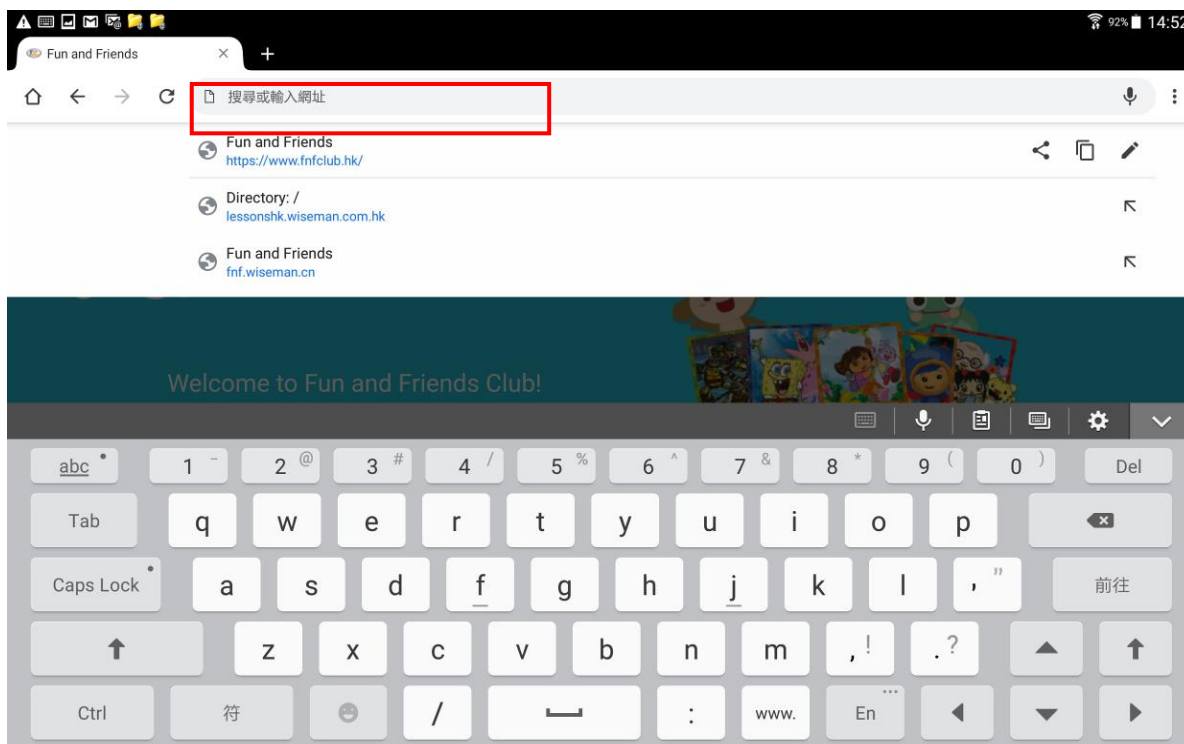 92% 14:52
Fun and Friends
搜尋或輸入網址
Fun and Friends
https://www.fnfclub.hk/
Directory: /
lessonshk.wiseman.com.hk
Fun and Friends
fnf.wiseman.cn
Welcome to Fun and Friends Club!
abc 1 - 2 @ 3 # 4 / 5 % 6 ^ 7 & 8 * 9 ( 0 ) Del
Tab q w e r t y u i o p
Caps Lock a s d f g h j k l ' " 前往
z x c v b n m , ! . ?
Ctrl 符 / : www. En